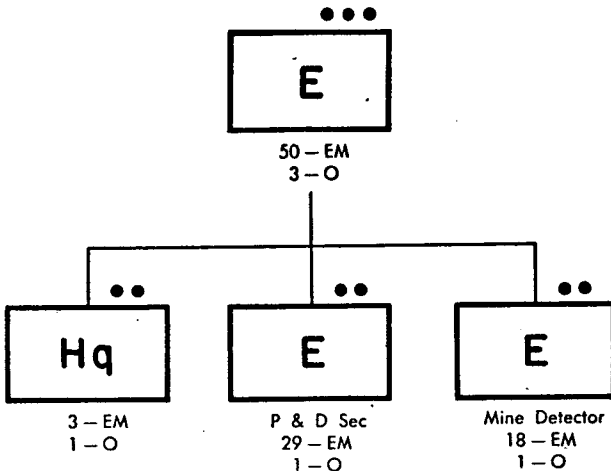 E
50 – EM
3 – O
Hq
3 – EM
1 – O
E
P & D Sec
29 – EM
1 – O
E
Mine Detector
18 – EM
1 – O